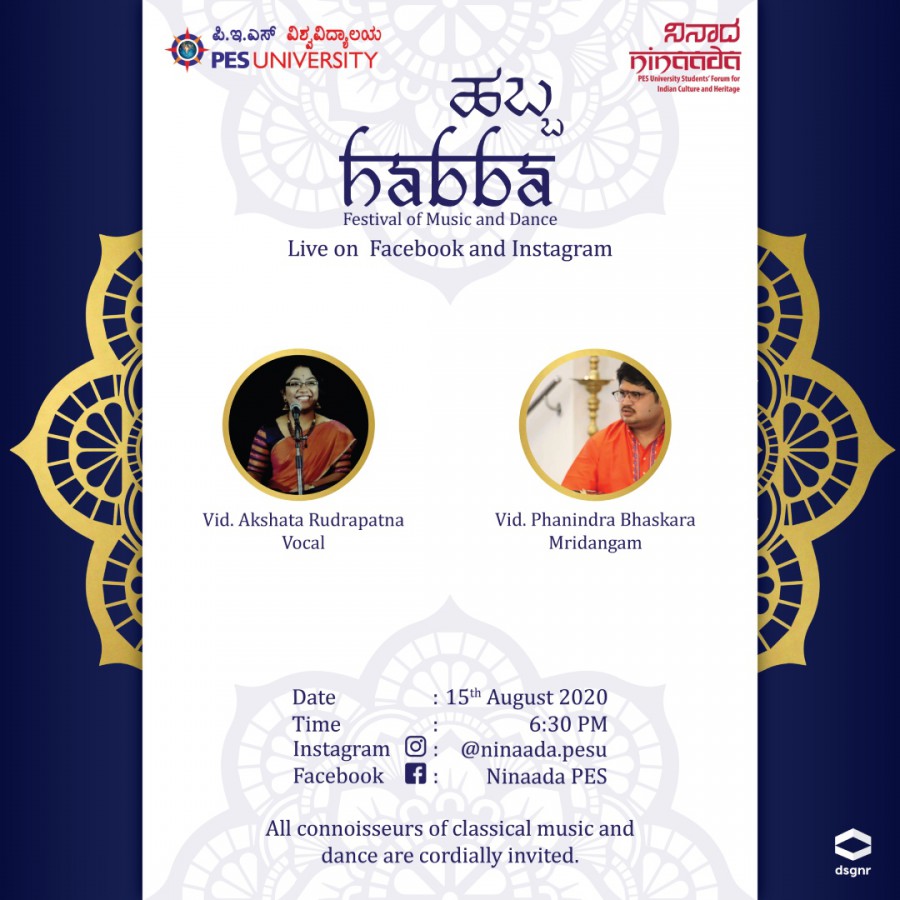 ಪಿ.ಇ.ಎಸ್ ವಿಶ್ವವಿದ್ಯಾಲಯ
PES UNIVERSITY
ನಿನಾದ
ninaada
PES University Students' Forum for
Indian Culture and Heritage
ಹಬ್ಬ
habba
Festival of Music and Dance
Live on Facebook and Instagram
Vid. Akshata Rudrapatna
Vocal
Vid. Phanindra Bhaskara
Mridangam
Date : 15th August 2020
Time : 6:30 PM
Instagram : @ninaada.pesu
Facebook : Ninaada PES
All connoisseurs of classical music and
dance are cordially invited.
dsgnr